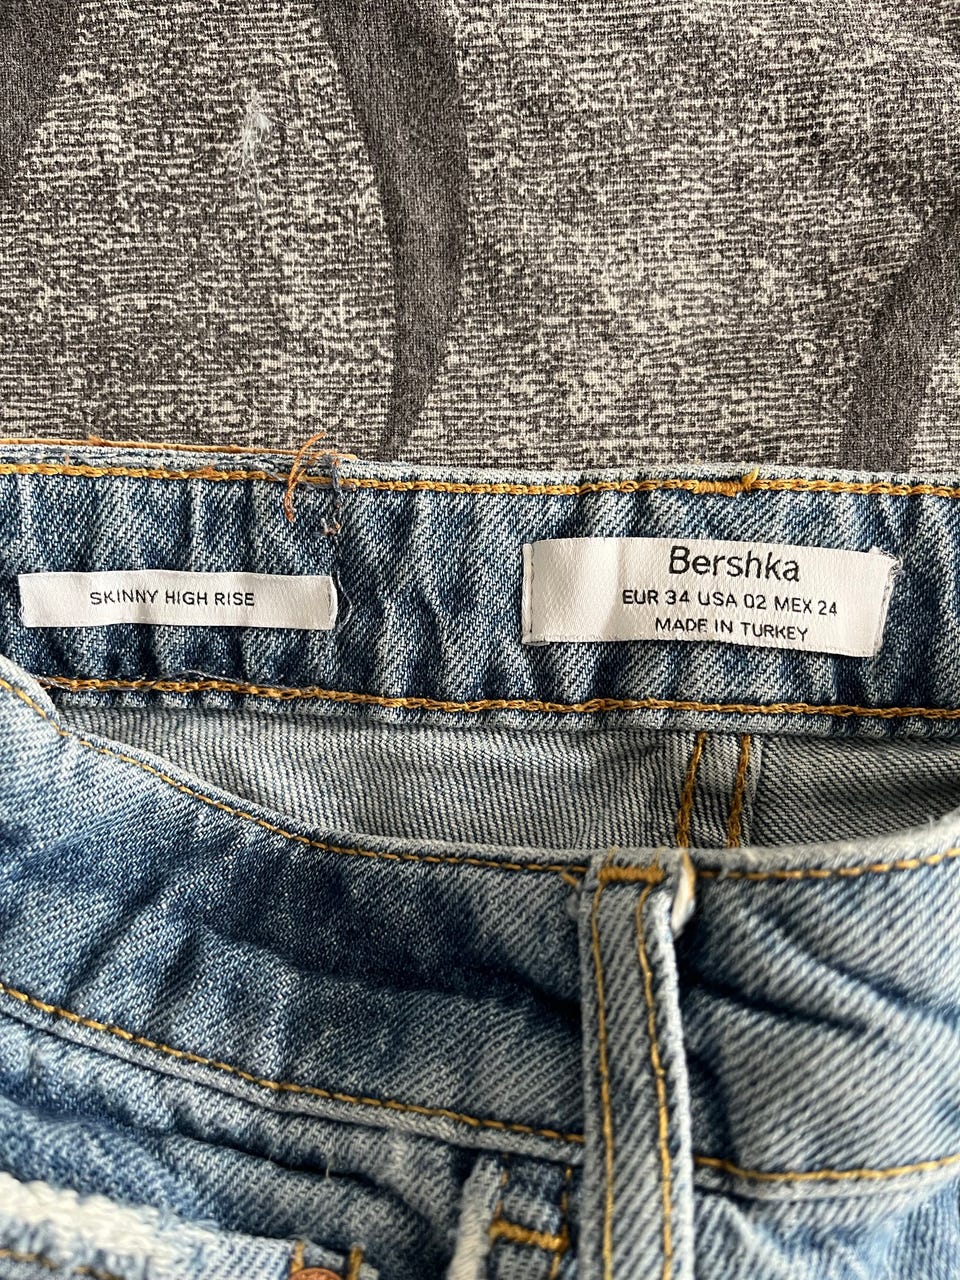 SKINNY HIGH RISE
Bershka
EUR 34 USA 02 MEX 24
MADE IN TURKEY